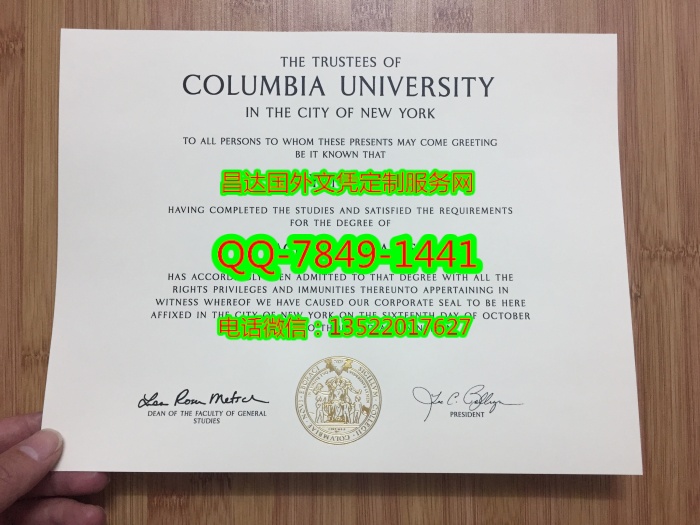 THE TRUSTEES OF
COLUMBIA UNIVERSITY
IN THE CITY OF NEW YORK
TO ALL PERSONS TO WHOM THESE PRESENTS MAY COME GREETING
BE IT KNOWN THAT
昌达国外文凭定制服务网
HAVING COMPLETED THE STUDIES AND SATISFIED THE REQUIREMENTS
FOR THE DEGREE OF
QQ-7849-1441
HAS ACCORDINGLY BEEN ADMITTED TO THAT DEGREE WITH ALL THE
RIGHTS PRIVILEGES AND IMMUNITIES THEREUNTO APPERTAINING IN
WITNESS WHEREOF WE HAVE CAUSED OUR CORPORATE SEAL TO BE HERE
AFFIXED IN THE CITY OF NEW YORK ON THE SIXTEENTH DAY OF OCTOBER
电话微信：13522017627
DEAN OF THE FACULTY OF GENERAL
STUDIES
PRESIDENT